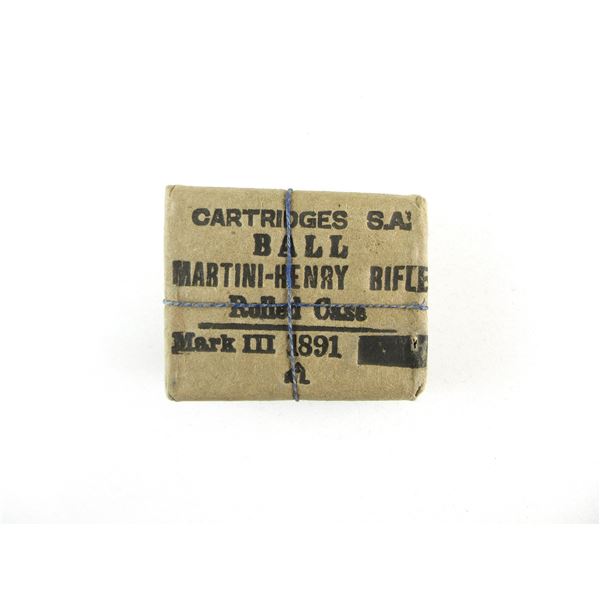 CARTRIDGES S.A.
BALL
MARTINI-HENRY RIFLE
Rolled Case
Mark III 1891